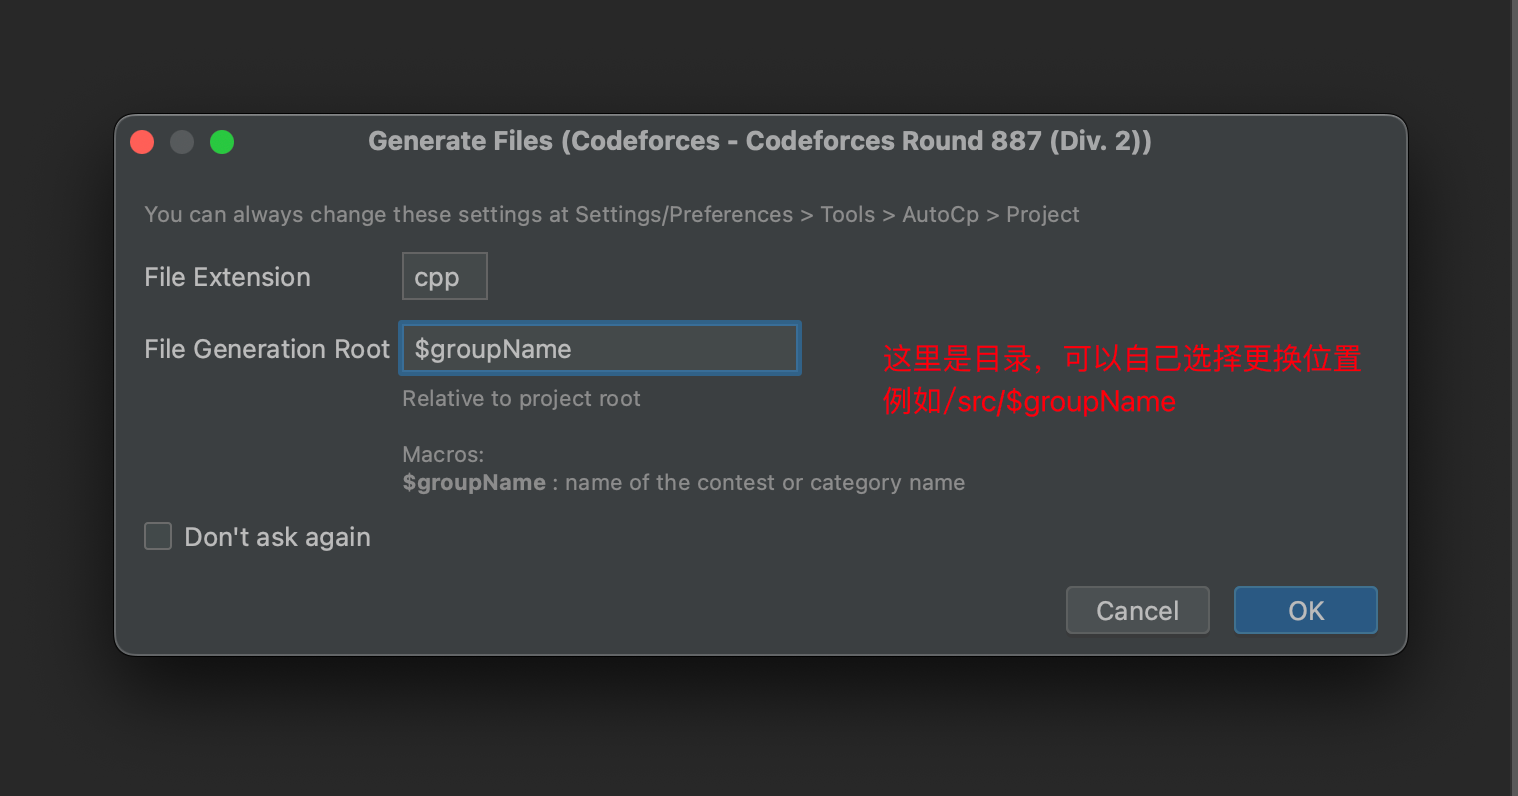 Generate Files (Codeforces - Codeforces Round 887 (Div. 2))
You can always change these settings at Settings/Preferences > Tools > AutoCp > Project
File Extension cpp
File Generation Root $groupName
这里是目录，可以自己选择更换位置
例如/src/$groupName
Relative to project root
Macros:
$groupName : name of the contest or category name
Don't ask again
Cancel OK